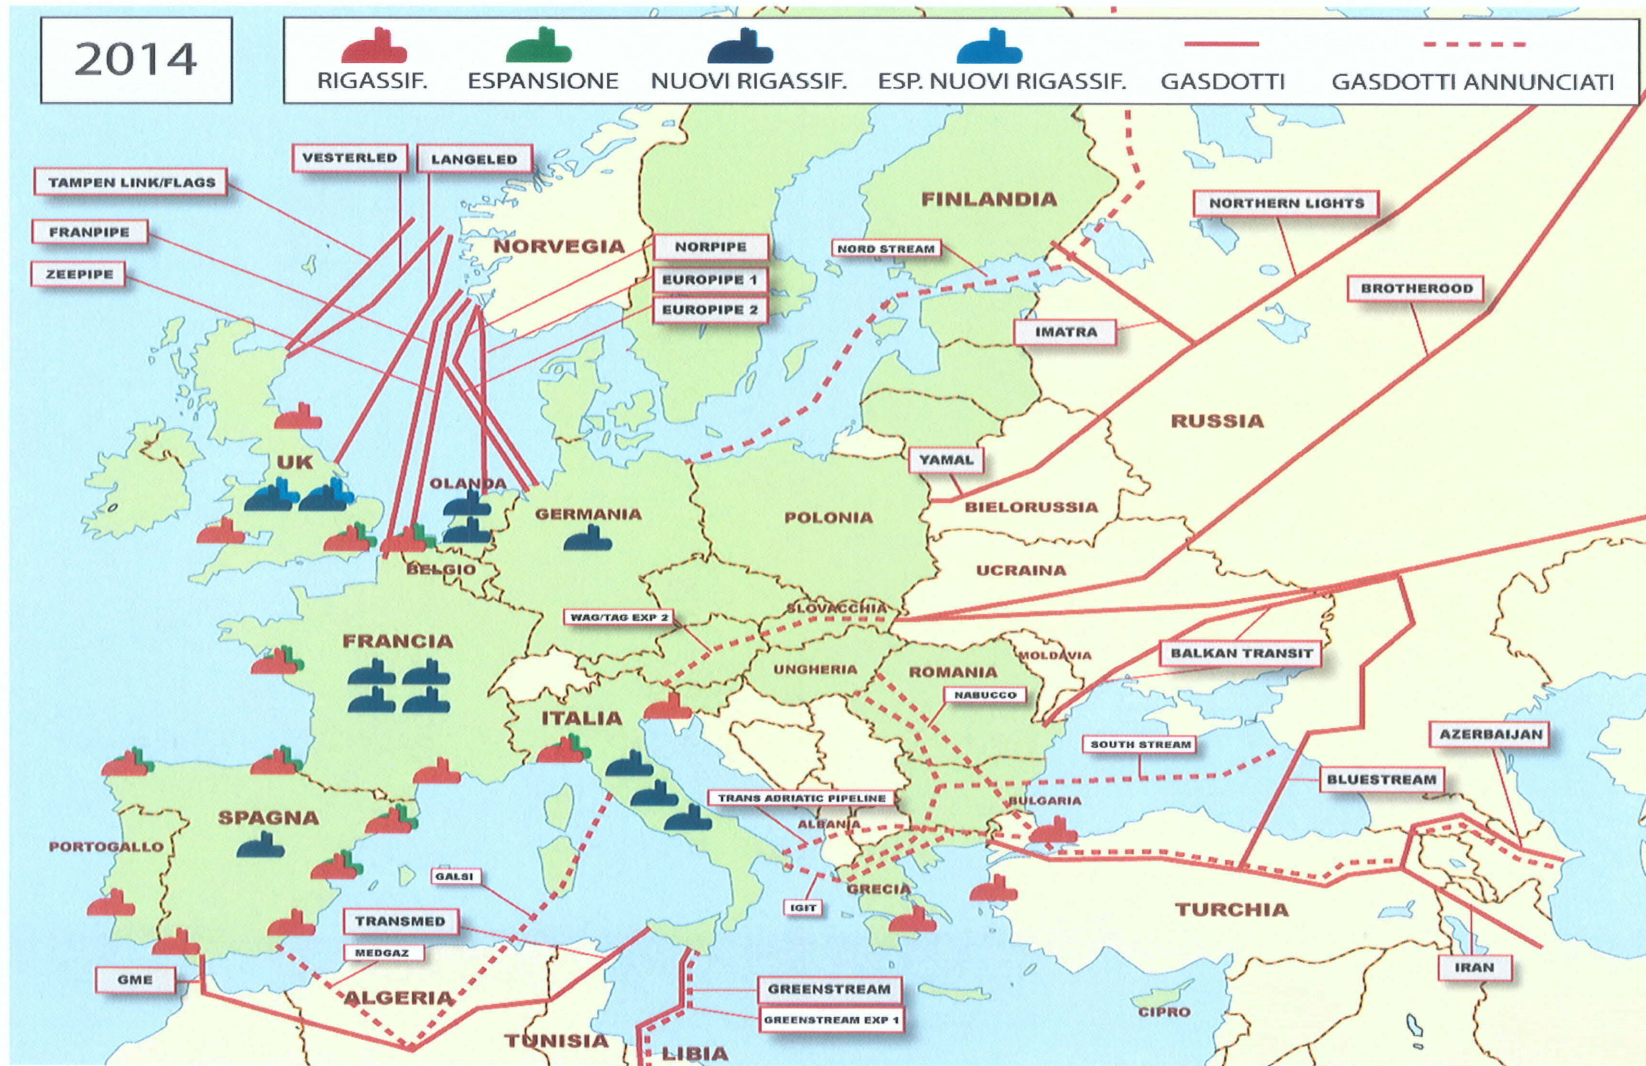 2014
RIGASSIF.
ESPANSIONE
NUOVI RIGASSIF.
ESP. NUOVI RIGASSIF.
GASDOTTI
GASDOTTI ANNUNCIATI
VESTERLED
LANGELED
TAMPEN LINK/FLAGS
FRANPIPE
ZEEPIPE
NORVEGIA
FINLANDIA
NORPIPE
EUROPIPE 1
EUROPIPE 2
NORD STREAM
NORTHERN LIGHTS
BROTHEROOD
IMATRA
RUSSIA
YAMAL
UK
OLANDA
GERMANIA
POLONIA
BIELORUSSIA
BELGIO
UCRAINA
SLOVACCHIA
WAG/TAG EXP 2
FRANCIA
UNGHERIA
ROMANIA
MOLDAVIA
BALKAN TRANSIT
NABUCCO
ITALIA
SOUTH STREAM
AZERBAIJAN
BLUESTREAM
TRANS ADRIATIC PIPELINE
BULGARIA
ALBANIA
SPAGNA
PORTOGALLO
GALSI
GRECIA
IGIT
TURCHIA
TRANSMED
MEDGAZ
GME
ALGERIA
IRAN
GREENSTREAM
GREENSTREAM EXP 1
CIPRO
TUNISIA
LIBIA